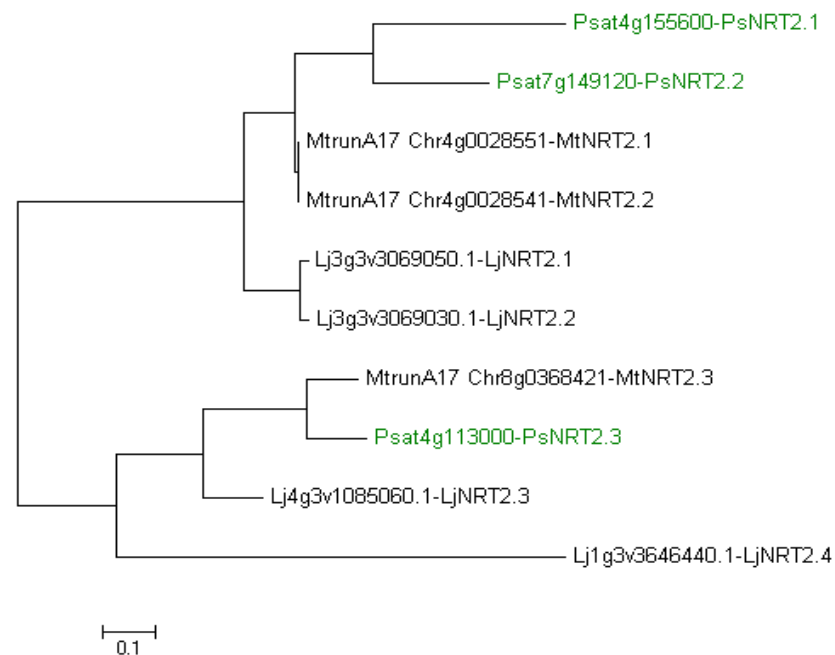 Psat4g155600-PsNRT2.1
Psat7g149120-PsNRT2.2
MtrunA17 Chr4g0028551-MtNRT2.1
MtrunA17 Chr4g0028541-MtNRT2.2
Lj3g3v3069050.1-LjNRT2.1
Lj3g3v3069030.1-LjNRT2.2
MtrunA17 Chr8g0368421-MtNRT2.3
Psat4g113000-PsNRT2.3
Lj4g3v1085060.1-LjNRT2.3
Lj1g3v3646440.1-LjNRT2.4
0.1